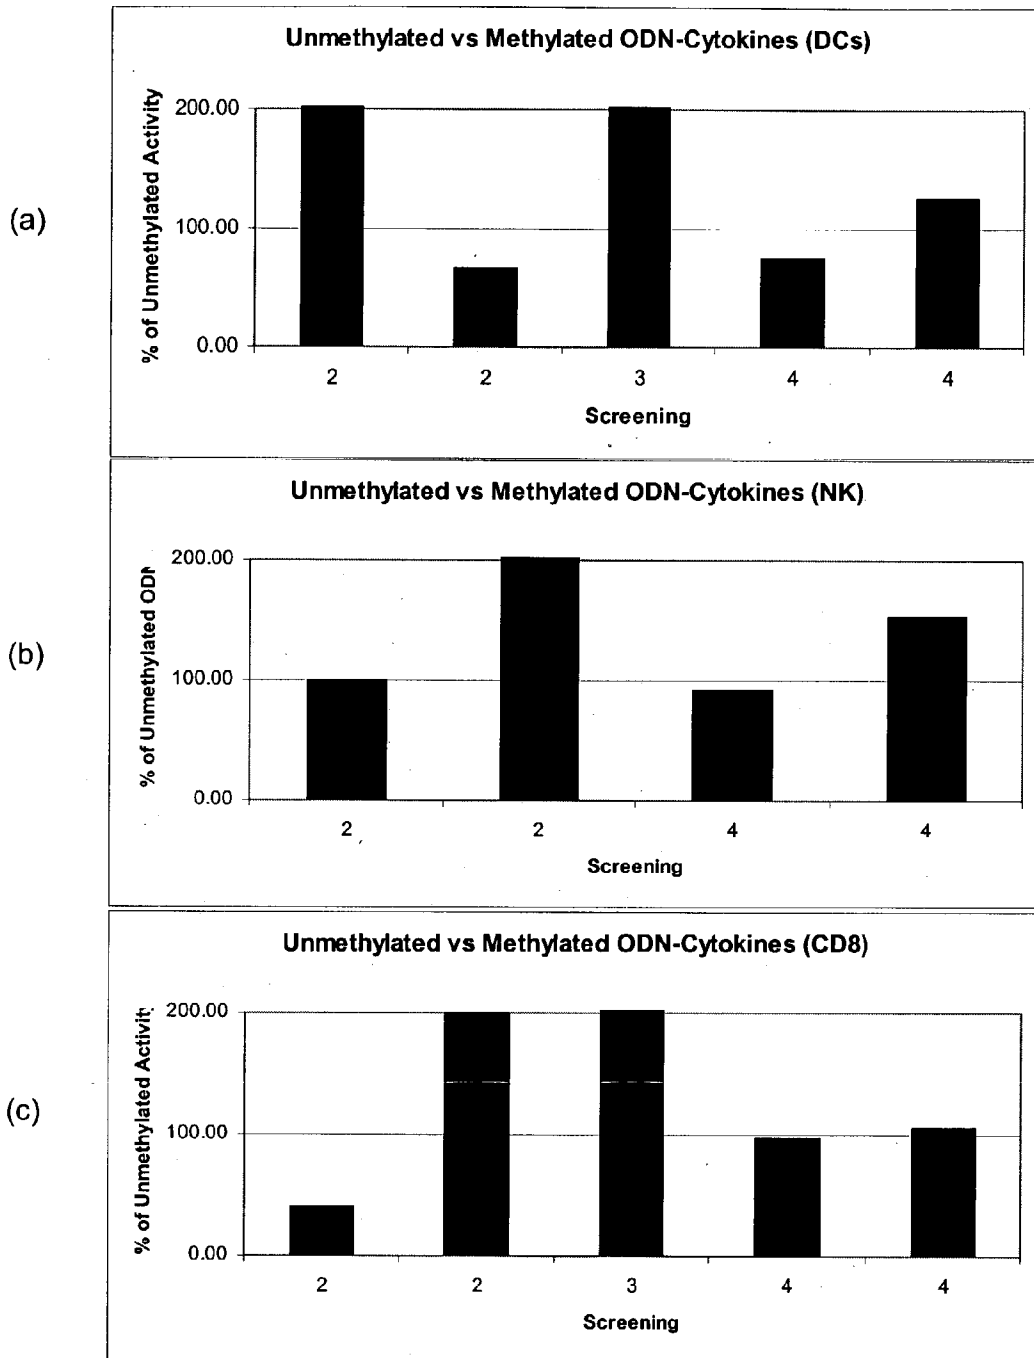 (a)
Unmethylated vs Methylated ODN-Cytokines (DCs)
% of Unmethylated Activity
200.00
100.00
0.00
2 2 3 4 4
Screening
(b)
Unmethylated vs Methylated ODN-Cytokines (NK)
% of Unmethylated ODN
200.00
100.00
0.00
2 2 4 4
Screening
(c)
Unmethylated vs Methylated ODN-Cytokines (CD8)
% of Unmethylated Activity
200.00
100.00
0.00
2 2 3 4 4
Screening